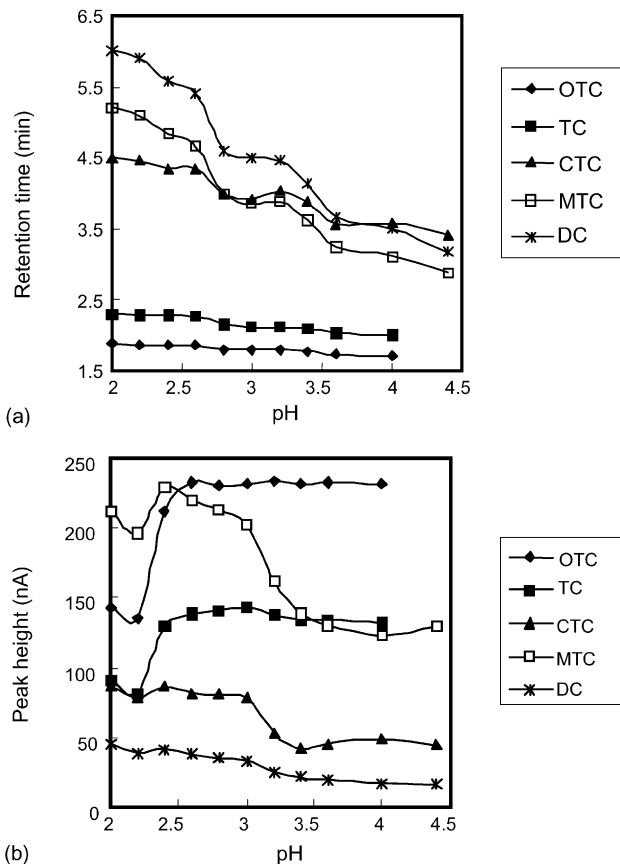 6.5
5.5
4.5
3.5
2.5
1.5
Retention time (min)
2
2.5
3
3.5
4
4.5
pH
(a)
OTC
TC
CTC
MTC
DC
250
200
150
100
50
0
Peak height (nA)
2
2.5
3
3.5
4
4.5
pH
(b)
OTC
TC
CTC
MTC
DC